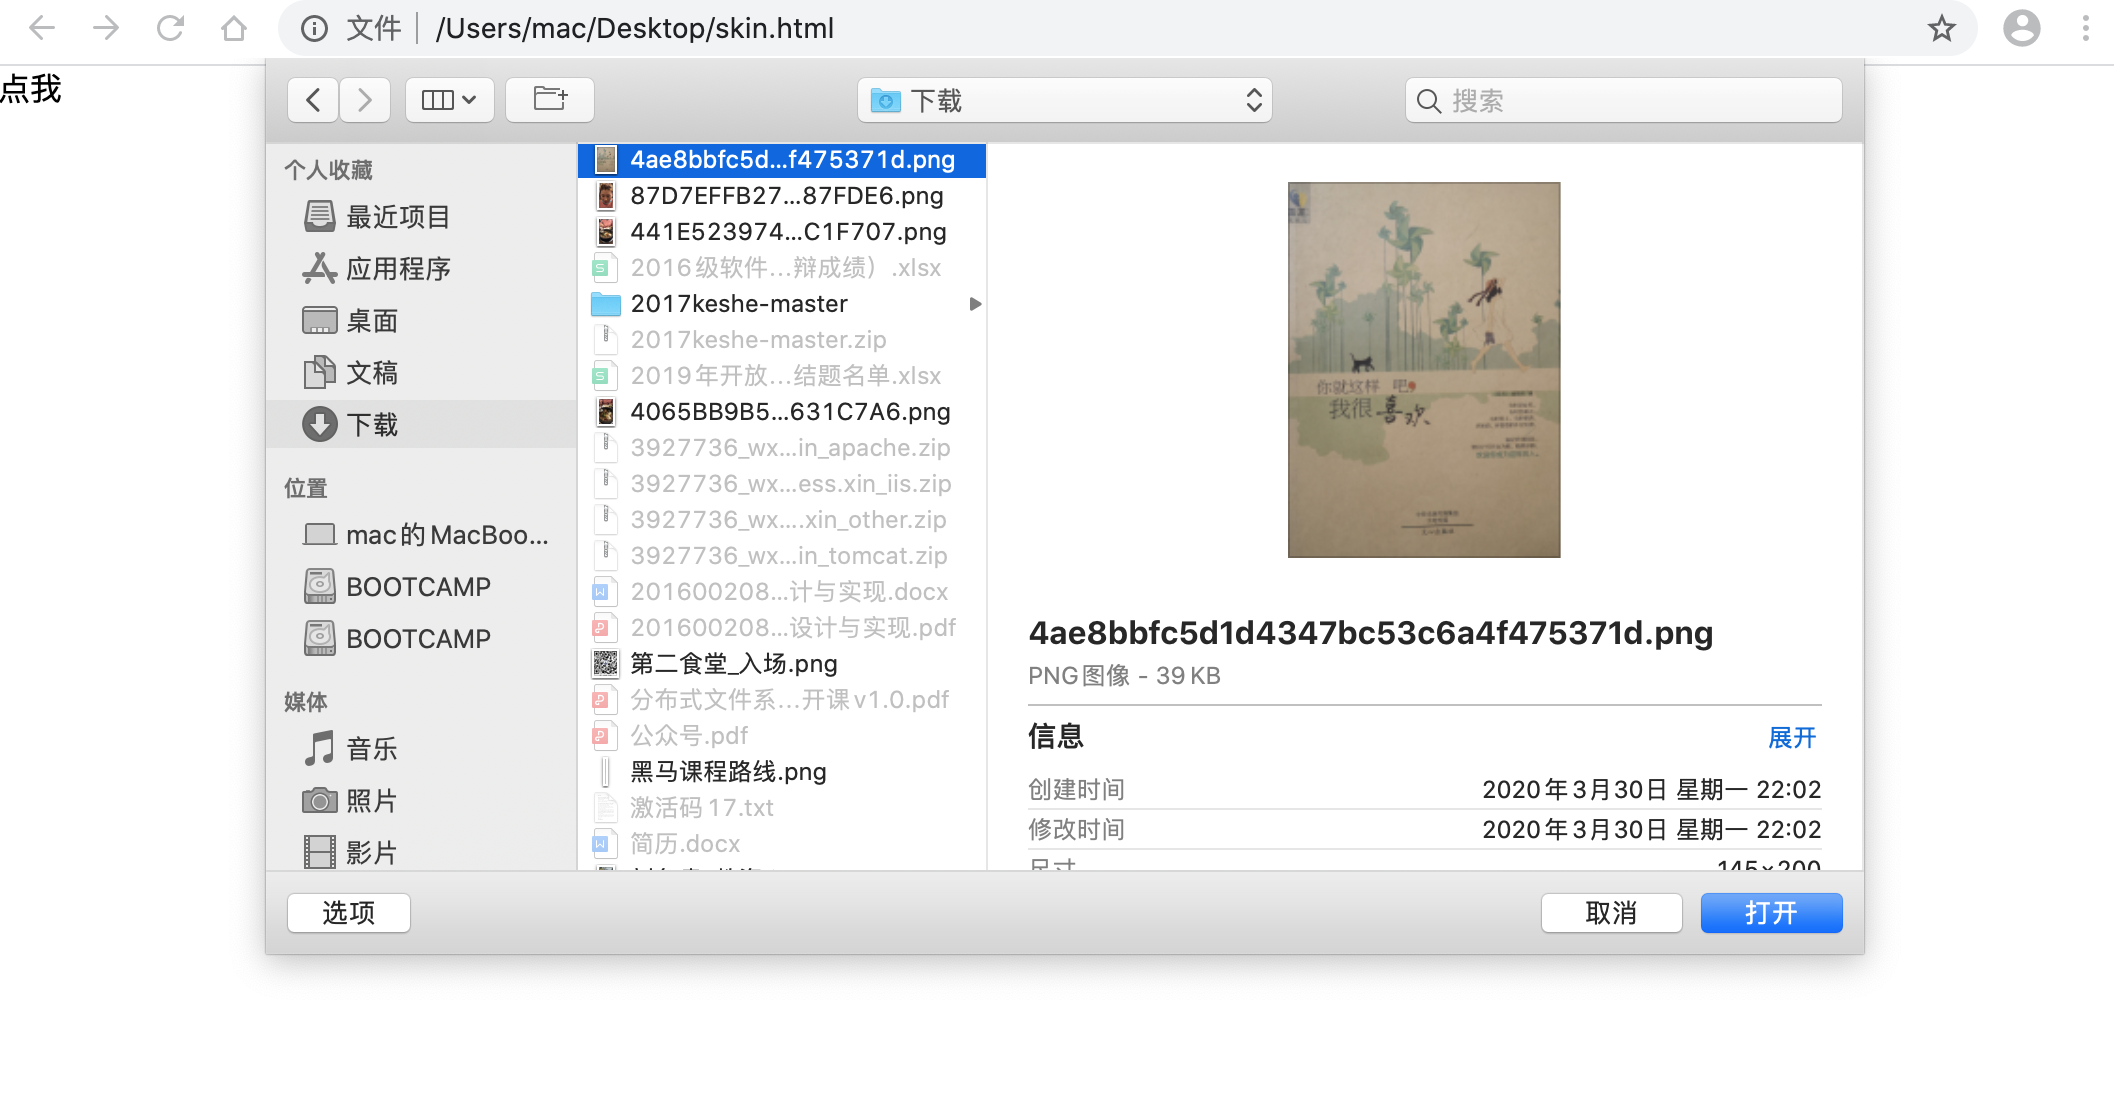 文件 /Users/mac/Desktop/skin.html
点我
下载
搜索
个人收藏
最近项目
应用程序
桌面
文稿
下载
位置
mac的MacBoo...
BOOTCAMP
BOOTCAMP
媒体
音乐
照片
影片
4ae8bbfc5d...f475371d.png
87D7EFFB27...87FDE6.png
441E523974...C1F707.png
2016级软件...辩成绩）.xlsx
2017keshe-master
2017keshe-master.zip
2019年开放...结题名单.xlsx
4065BB9B5...631C7A6.png
3927736_wx...in_apache.zip
3927736_wx...ess.xin_iis.zip
3927736_wx....xin_other.zip
3927736_wx...in_tomcat.zip
201600208...计与实现.docx
201600208...设计与实现.pdf
第二食堂_入场.png
分布式文件系...开课v1.0.pdf
公众号.pdf
黑马课程路线.png
激活码17.txt
简历.docx
你就这样 吧
我很喜欢
4ae8bbfc5d1d4347bc53c6a4f475371d.png
PNG图像 - 39 KB
信息 展开
创建时间 2020年3月30日 星期一 22:02
修改时间 2020年3月30日 星期一 22:02
尺寸 145×200
选项
取消
打开